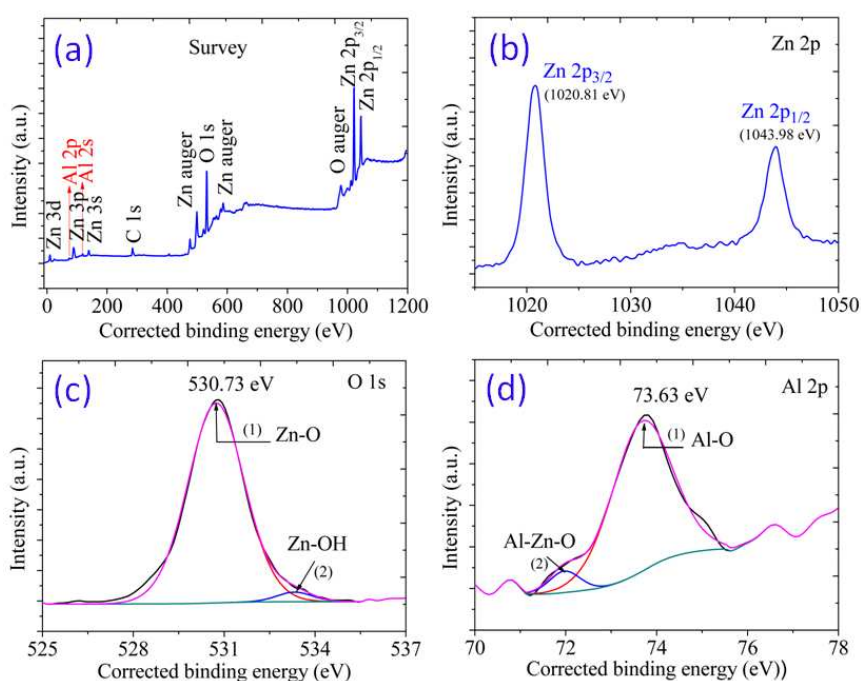 (a)
Survey
Intensity (a.u.)
Zn 3d
Al 2p
Zn 3p
Al 2s
Zn 3s
C 1s
Zn auger
O 1s
Zn auger
O auger
Zn 2p3/2
Zn 2p1/2
0 200 400 600 800 1000 1200
Corrected binding energy (eV)
(b)
Zn 2p
Intensity (a.u.)
Zn 2p3/2
(1020.81 eV)
Zn 2p1/2
(1043.98 eV)
1020 1030 1040 1050
Corrected binding energy (eV)
(c)
530.73 eV
O 1s
Intensity (a.u.)
(1)
Zn-O
Zn-OH
(2)
525 528 531 534 537
Corrected binding energy (eV)
(d)
73.63 eV
Al 2p
Intensity (a.u.)
(1)
Al-O
Al-Zn-O
(2)
70 72 74 76 78
Corrected binding energy (eV))